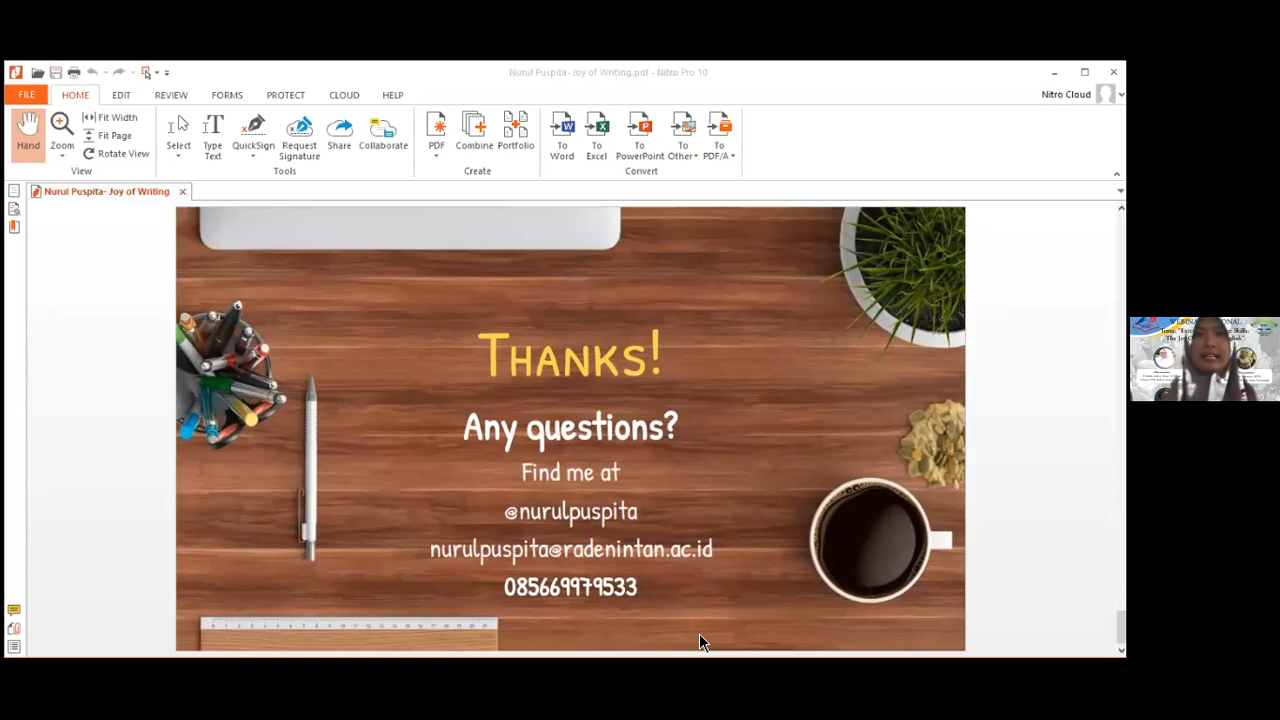 Nurul Puspita- Joy of Writing.pdf - Nitro Pro 10
FILE
HOME
EDIT
REVIEW
FORMS
PROTECT
CLOUD
HELP
Nitro Cloud
Hand
Zoom
Fit Width
Fit Page
Rotate View
View
Select
Type Text
QuickSign
Request Signature
Share
Collaborate
Tools
PDF
Combine
Portfolio
Create
To Word
To Excel
To PowerPoint
To Other
To PDF/A
Convert
Nurul Puspita- Joy of Writing
THANKS!
Any questions?
Find me at
@nurulpuspita
nurulpuspita@radenintan.ac.id
085669979533